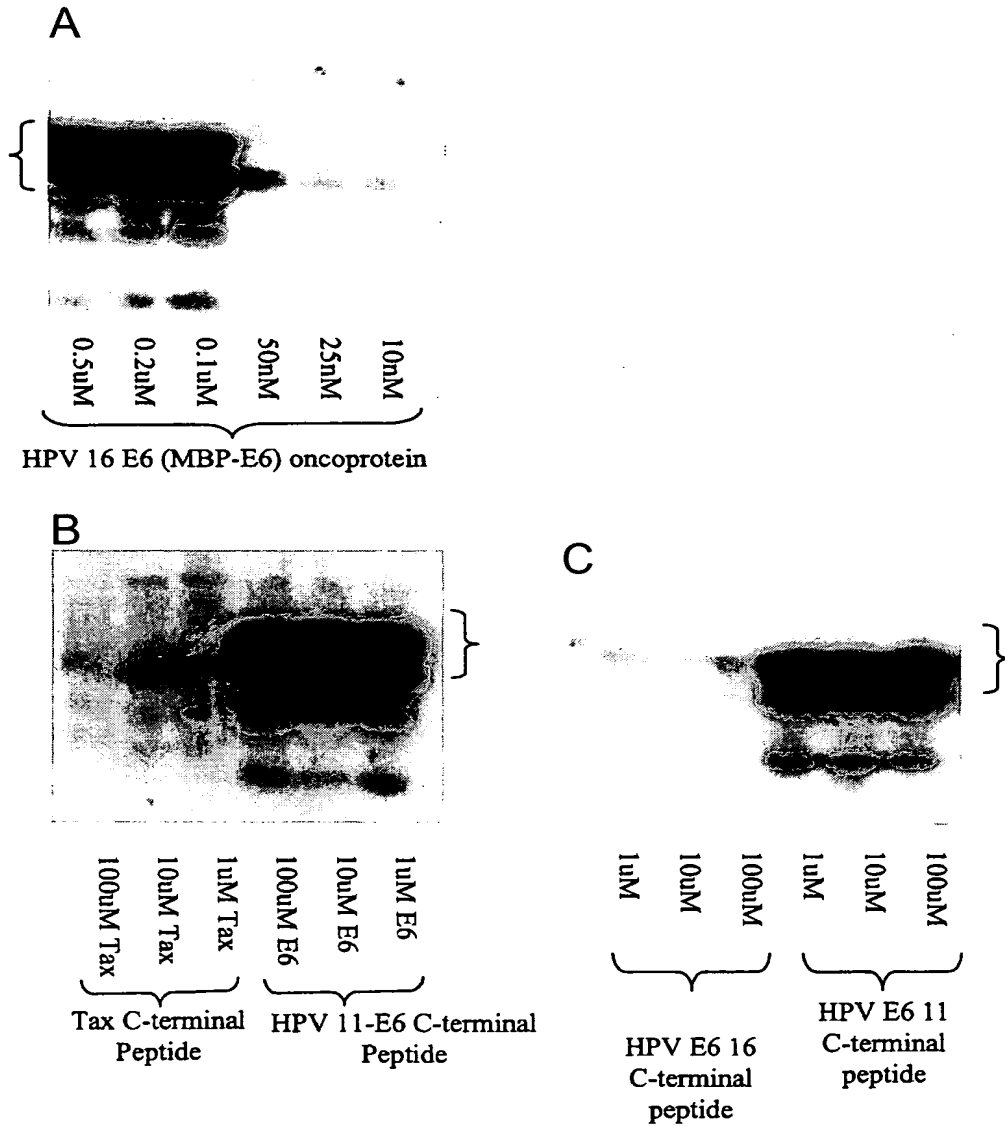 A
0.5uM
0.2uM
0.1uM
50nM
25nM
10nM
HPV 16 E6 (MBP-E6) oncoprotein
B
100uM Tax
10uM Tax
1uM Tax
100uM E6
10uM E6
1uM E6
Tax C-terminal
Peptide
HPV 11-E6 C-terminal
Peptide
C
1uM
10uM
100uM
1uM
10uM
100uM
HPV E6 16
C-terminal
peptide
HPV E6 11
C-terminal
peptide